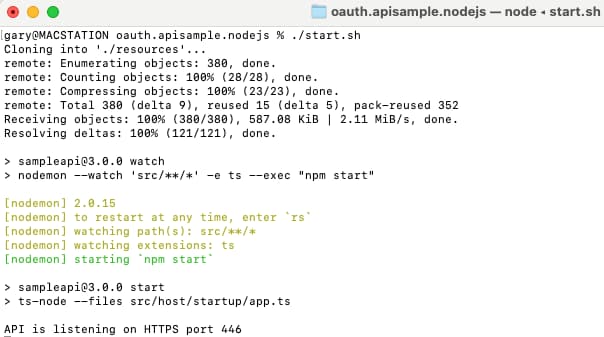 oauth.apisample.nodejs — node ◂ start.sh
[gary@MACSTATION oauth.apisample.nodejs % ./start.sh
Cloning into './resources'...
remote: Enumerating objects: 380, done.
remote: Counting objects: 100% (28/28), done.
remote: Compressing objects: 100% (23/23), done.
remote: Total 380 (delta 9), reused 15 (delta 5), pack-reused 352
Receiving objects: 100% (380/380), 587.08 KiB | 2.11 MiB/s, done.
Resolving deltas: 100% (121/121), done.
> sampleapi@3.0.0 watch
> nodemon --watch 'src/**/*' -e ts --exec "npm start"
[nodemon] 2.0.15
[nodemon] to restart at any time, enter `rs`
[nodemon] watching path(s): src/**/*
[nodemon] watching extensions: ts
[nodemon] starting `npm start`
> sampleapi@3.0.0 start
> ts-node --files src/host/startup/app.ts
API is listening on HTTPS port 446